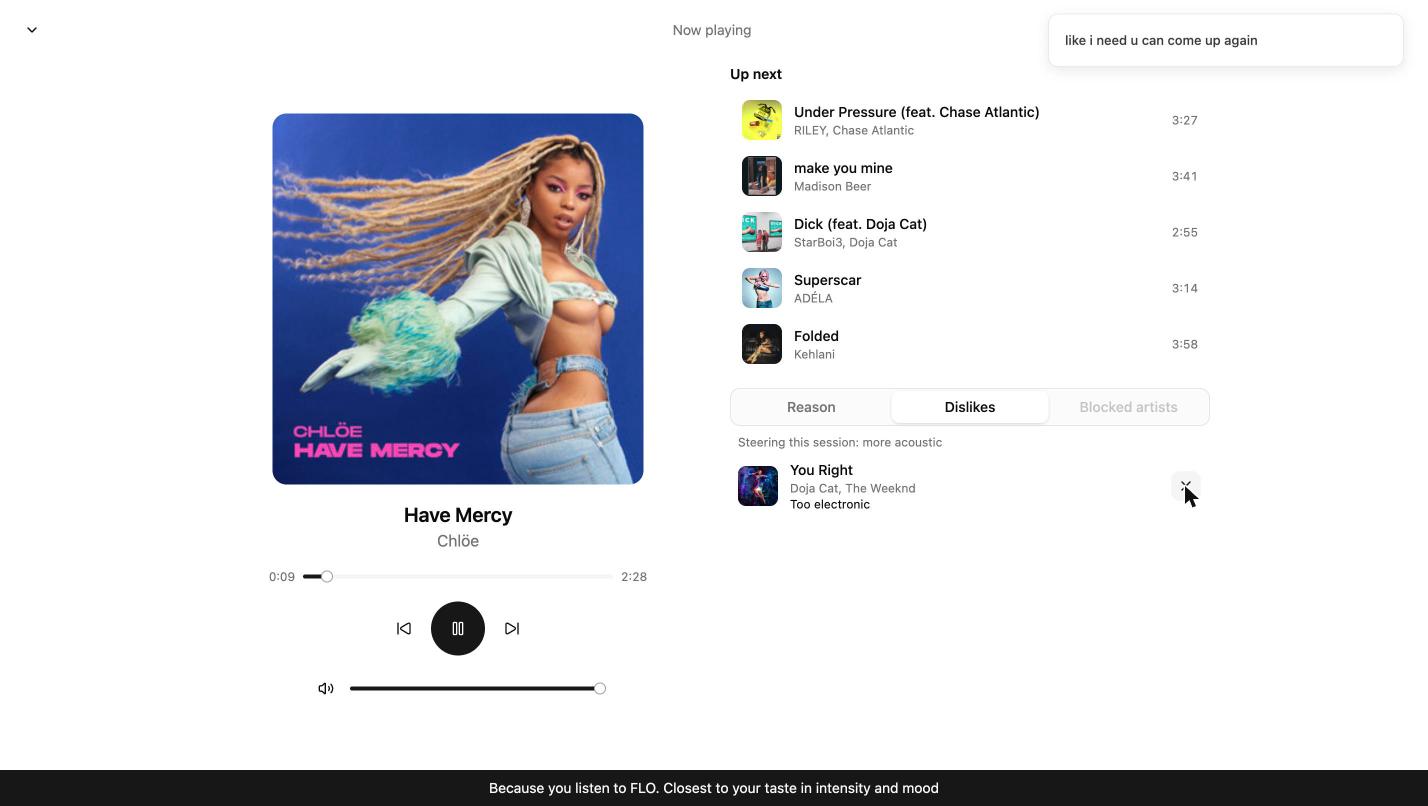 Now playing
like i need u can come up again
Up next
Under Pressure (feat. Chase Atlantic)
RILEY, Chase Atlantic
3:27
make you mine
Madison Beer
3:41
Dick (feat. Doja Cat)
StarBoi3, Doja Cat
2:55
Superscar
ADÉLA
3:14
Folded
Kehlani
3:58
Reason
Dislikes
Blocked artists
Steering this session: more acoustic
You Right
Doja Cat, The Weeknd
Too electronic
CHLÖE
HAVE MERCY
Have Mercy
Chlöe
0:09
2:28
Because you listen to FLO. Closest to your taste in intensity and mood